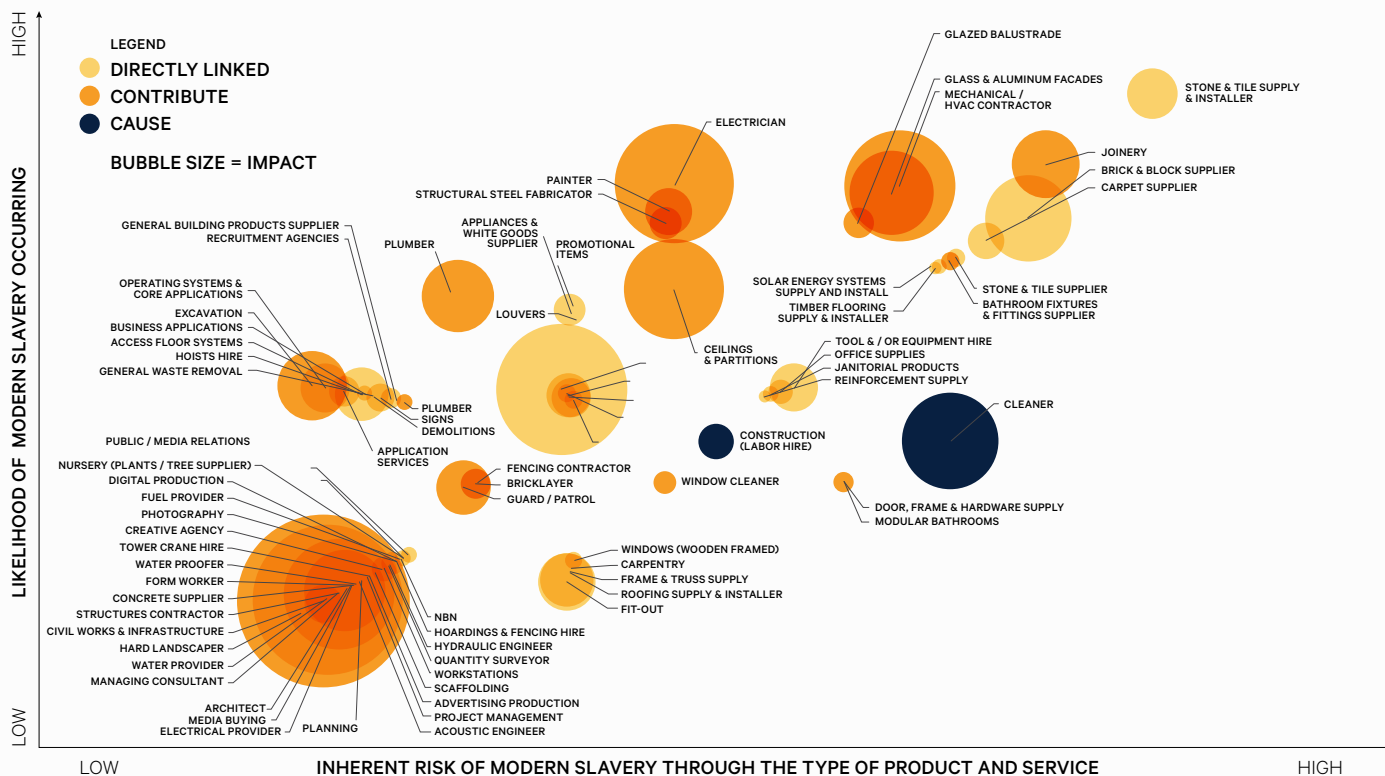 HIGH
LEGEND
DIRECTLY LINKED
CONTRIBUTE
CAUSE
BUBBLE SIZE = IMPACT
LIKELIHOOD OF MODERN SLAVERY OCCURRING
GLAZED BALUSTRADE
GLASS & ALUMINUM FACADES
MECHANICAL /
HVAC CONTRACTOR
STONE & TILE SUPPLY
& INSTALLER
ELECTRICIAN
JOINERY
BRICK & BLOCK SUPPLIER
CARPET SUPPLIER
PAINTER
STRUCTURAL STEEL FABRICATOR
GENERAL BUILDING PRODUCTS SUPPLIER
RECRUITMENT AGENCIES
PLUMBER
APPLIANCES &
WHITE GOODS
SUPPLIER
PROMOTIONAL
ITEMS
LOUVERS
SOLAR ENERGY SYSTEMS
SUPPLY AND INSTALL
TIMBER FLOORING
SUPPLY & INSTALLER
STONE & TILE SUPPLIER
BATHROOM FIXTURES
& FITTINGS SUPPLIER
OPERATING SYSTEMS &
CORE APPLICATIONS
EXCAVATION
BUSINESS APPLICATIONS
ACCESS FLOOR SYSTEMS
HOISTS HIRE
GENERAL WASTE REMOVAL
CEILINGS
& PARTITIONS
TOOL & / OR EQUIPMENT HIRE
OFFICE SUPPLIES
JANITORIAL PRODUCTS
REINFORCEMENT SUPPLY
PLUMBER
SIGNS
DEMOLITIONS
APPLICATION
SERVICES
CLEANER
CONSTRUCTION
(LABOR HIRE)
PUBLIC / MEDIA RELATIONS
NURSERY (PLANTS / TREE SUPPLIER)
DIGITAL PRODUCTION
FUEL PROVIDER
PHOTOGRAPHY
CREATIVE AGENCY
TOWER CRANE HIRE
WATER PROOFER
FORM WORKER
CONCRETE SUPPLIER
STRUCTURES CONTRACTOR
CIVIL WORKS & INFRASTRUCTURE
HARD LANDSCAPER
WATER PROVIDER
MANAGING CONSULTANT
ARCHITECT
MEDIA BUYING
ELECTRICAL PROVIDER
PLANNING
FENCING CONTRACTOR
BRICKLAYER
GUARD / PATROL
WINDOW CLEANER
DOOR, FRAME & HARDWARE SUPPLY
MODULAR BATHROOMS
WINDOWS (WOODEN FRAMED)
CARPENTRY
FRAME & TRUSS SUPPLY
ROOFING SUPPLY & INSTALLER
FIT-OUT
NBN
HOARDINGS & FENCING HIRE
HYDRAULIC ENGINEER
QUANTITY SURVEYOR
WORKSTATIONS
SCAFFOLDING
ADVERTISING PRODUCTION
PROJECT MANAGEMENT
ACOUSTIC ENGINEER
LOW
LOW
INHERENT RISK OF MODERN SLAVERY THROUGH THE TYPE OF PRODUCT AND SERVICE
HIGH